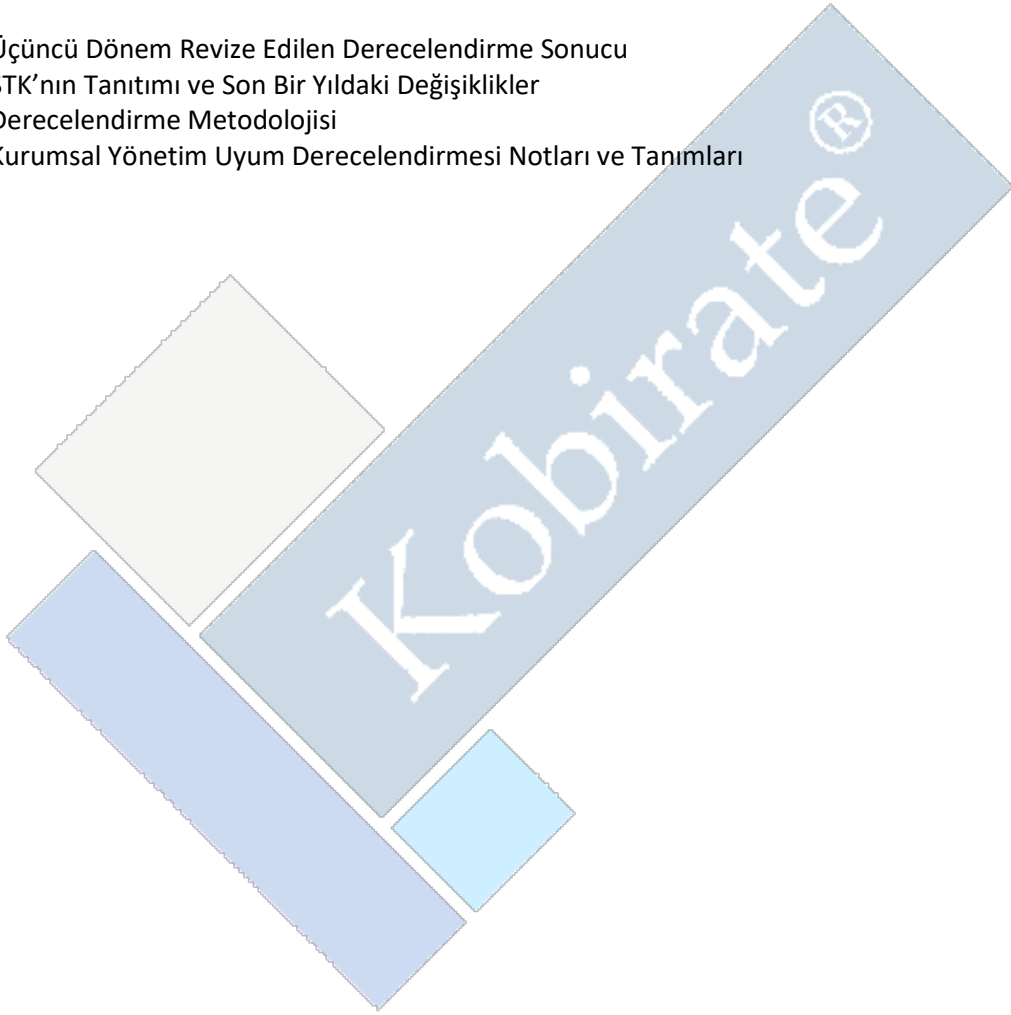 Üçüncü Dönem Revize Edilen Derecelendirme Sonucu
STK’nın Tanıtımı ve Son Bir Yıldaki Değişiklikler
Derecelendirme Metodolojisi
Kurumsal Yönetim Uyum Derecelendirmesi Notları ve Tanımları
Kobirate®